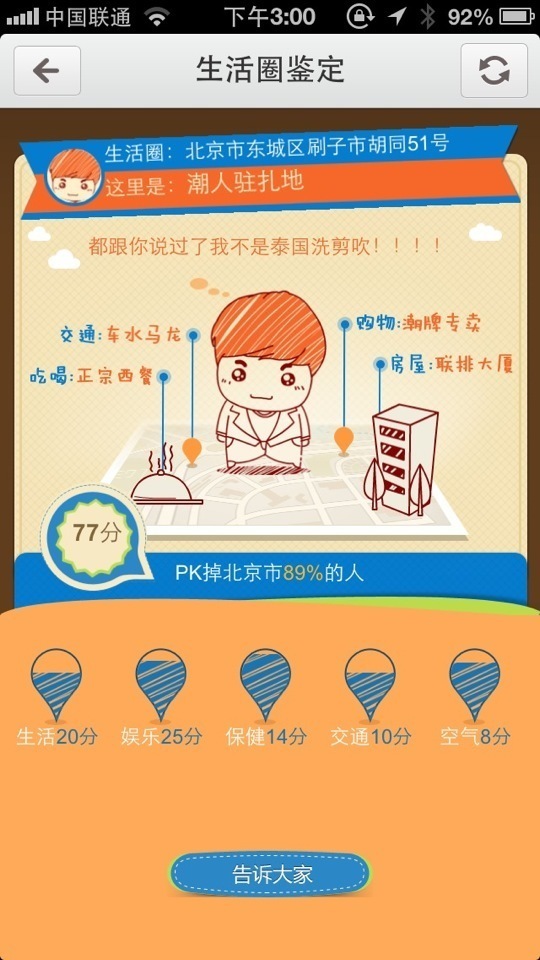 中国联通 下午3:00 92%
生活圈鉴定
生活圈：北京市东城区刷子市胡同51号
这里是：潮人驻扎地
都跟你说过了我不是泰国洗剪吹！！！！
交通:车水马龙
购物:潮牌专卖
吃喝:正宗西餐
房屋:联排大厦
77分
PK掉北京市89%的人
生活20分 娱乐25分 保健14分 交通10分 空气8分
告诉大家